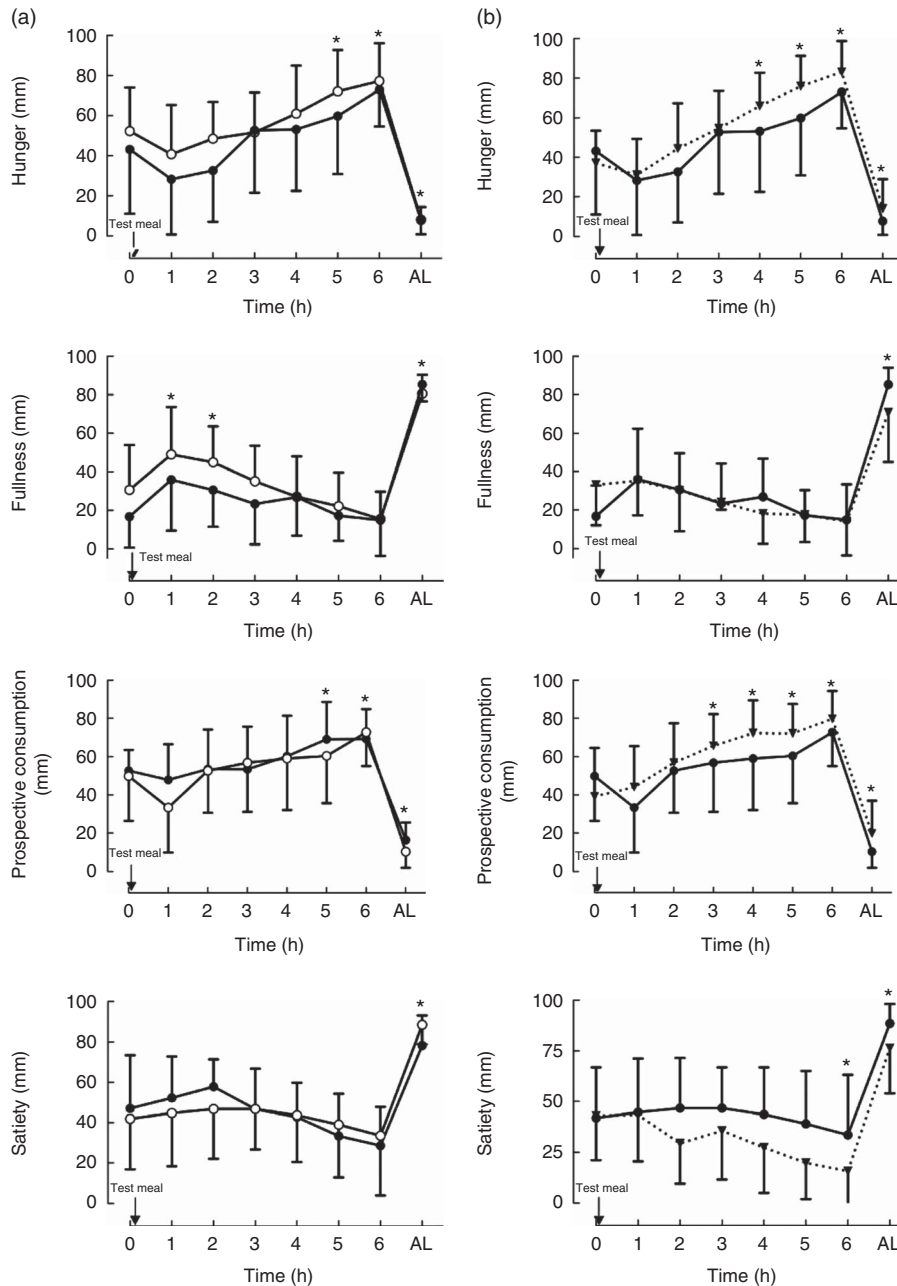 (a)
100
80
60
40
20
0
Hunger (mm)
* * *
Test meal
0 1 2 3 4 5 6 AL
Time (h)
(b)
100
80
60
40
20
0
Hunger (mm)
* * * *
Test meal
0 1 2 3 4 5 6 AL
Time (h)
100
80
60
40
20
0
Fullness (mm)
* * *
Test meal
0 1 2 3 4 5 6 AL
Time (h)
100
80
60
40
20
0
Fullness (mm)
*
Test meal
0 1 2 3 4 5 6 AL
Time (h)
100
80
60
40
20
0
Prospective consumption
(mm)
* * *
Test meal
0 1 2 3 4 5 6 AL
Time (h)
100
80
60
40
20
0
Prospective consumption
(mm)
* * * * *
Test meal
0 1 2 3 4 5 6 AL
Time (h)
100
80
60
40
20
0
Satiety (mm)
*
Test meal
0 1 2 3 4 5 6 AL
Time (h)
100
75
50
25
0
Satiety (mm)
* *
Test meal
0 1 2 3 4 5 6 AL
Time (h)